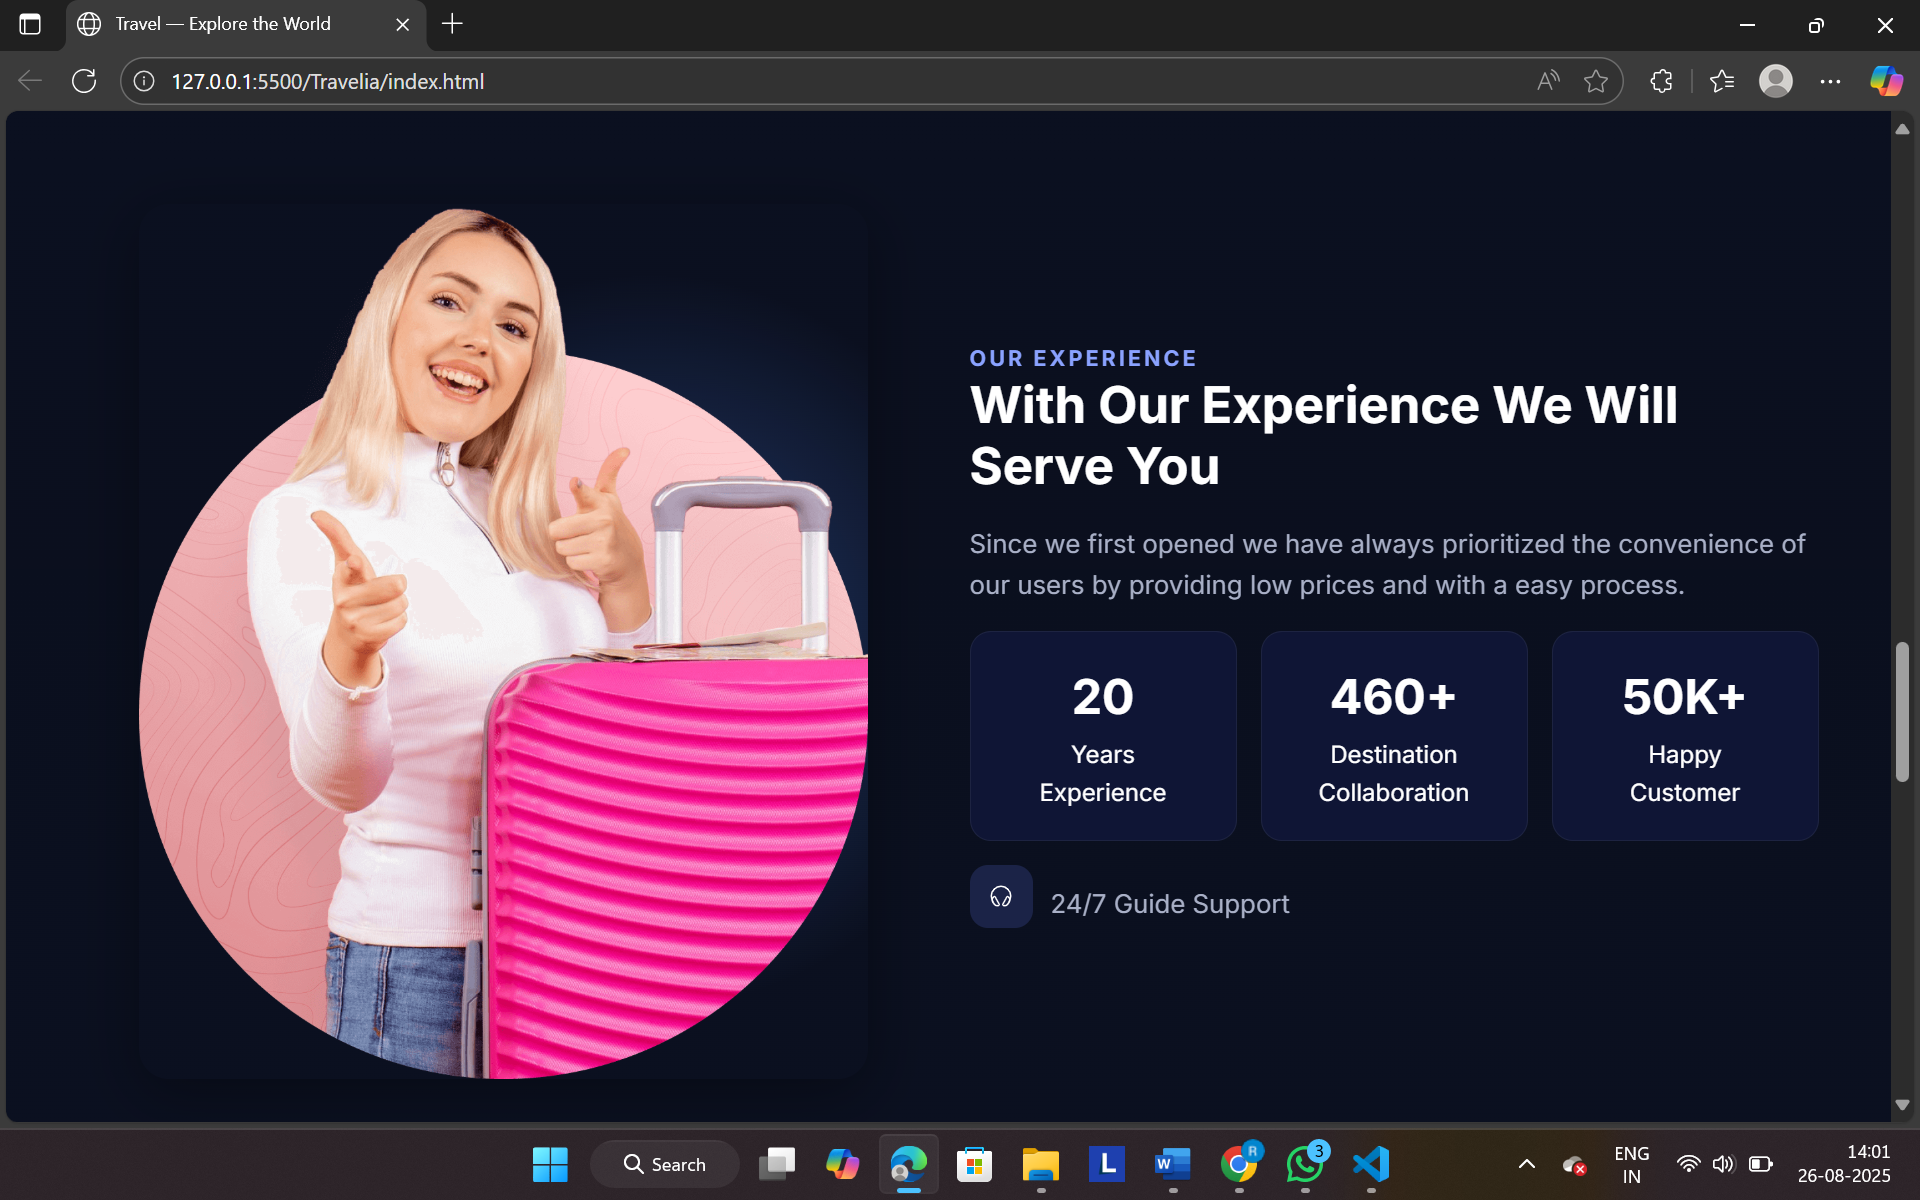 Travel — Explore the World
127.0.0.1:5500/Travelia/index.html
OUR EXPERIENCE
With Our Experience We Will
Serve You
Since we first opened we have always prioritized the convenience of
our users by providing low prices and with a easy process.
20
Years
Experience
460+
Destination
Collaboration
50K+
Happy
Customer
24/7 Guide Support
Search
L
W
R
3
ENG
IN
14:01
26-08-2025